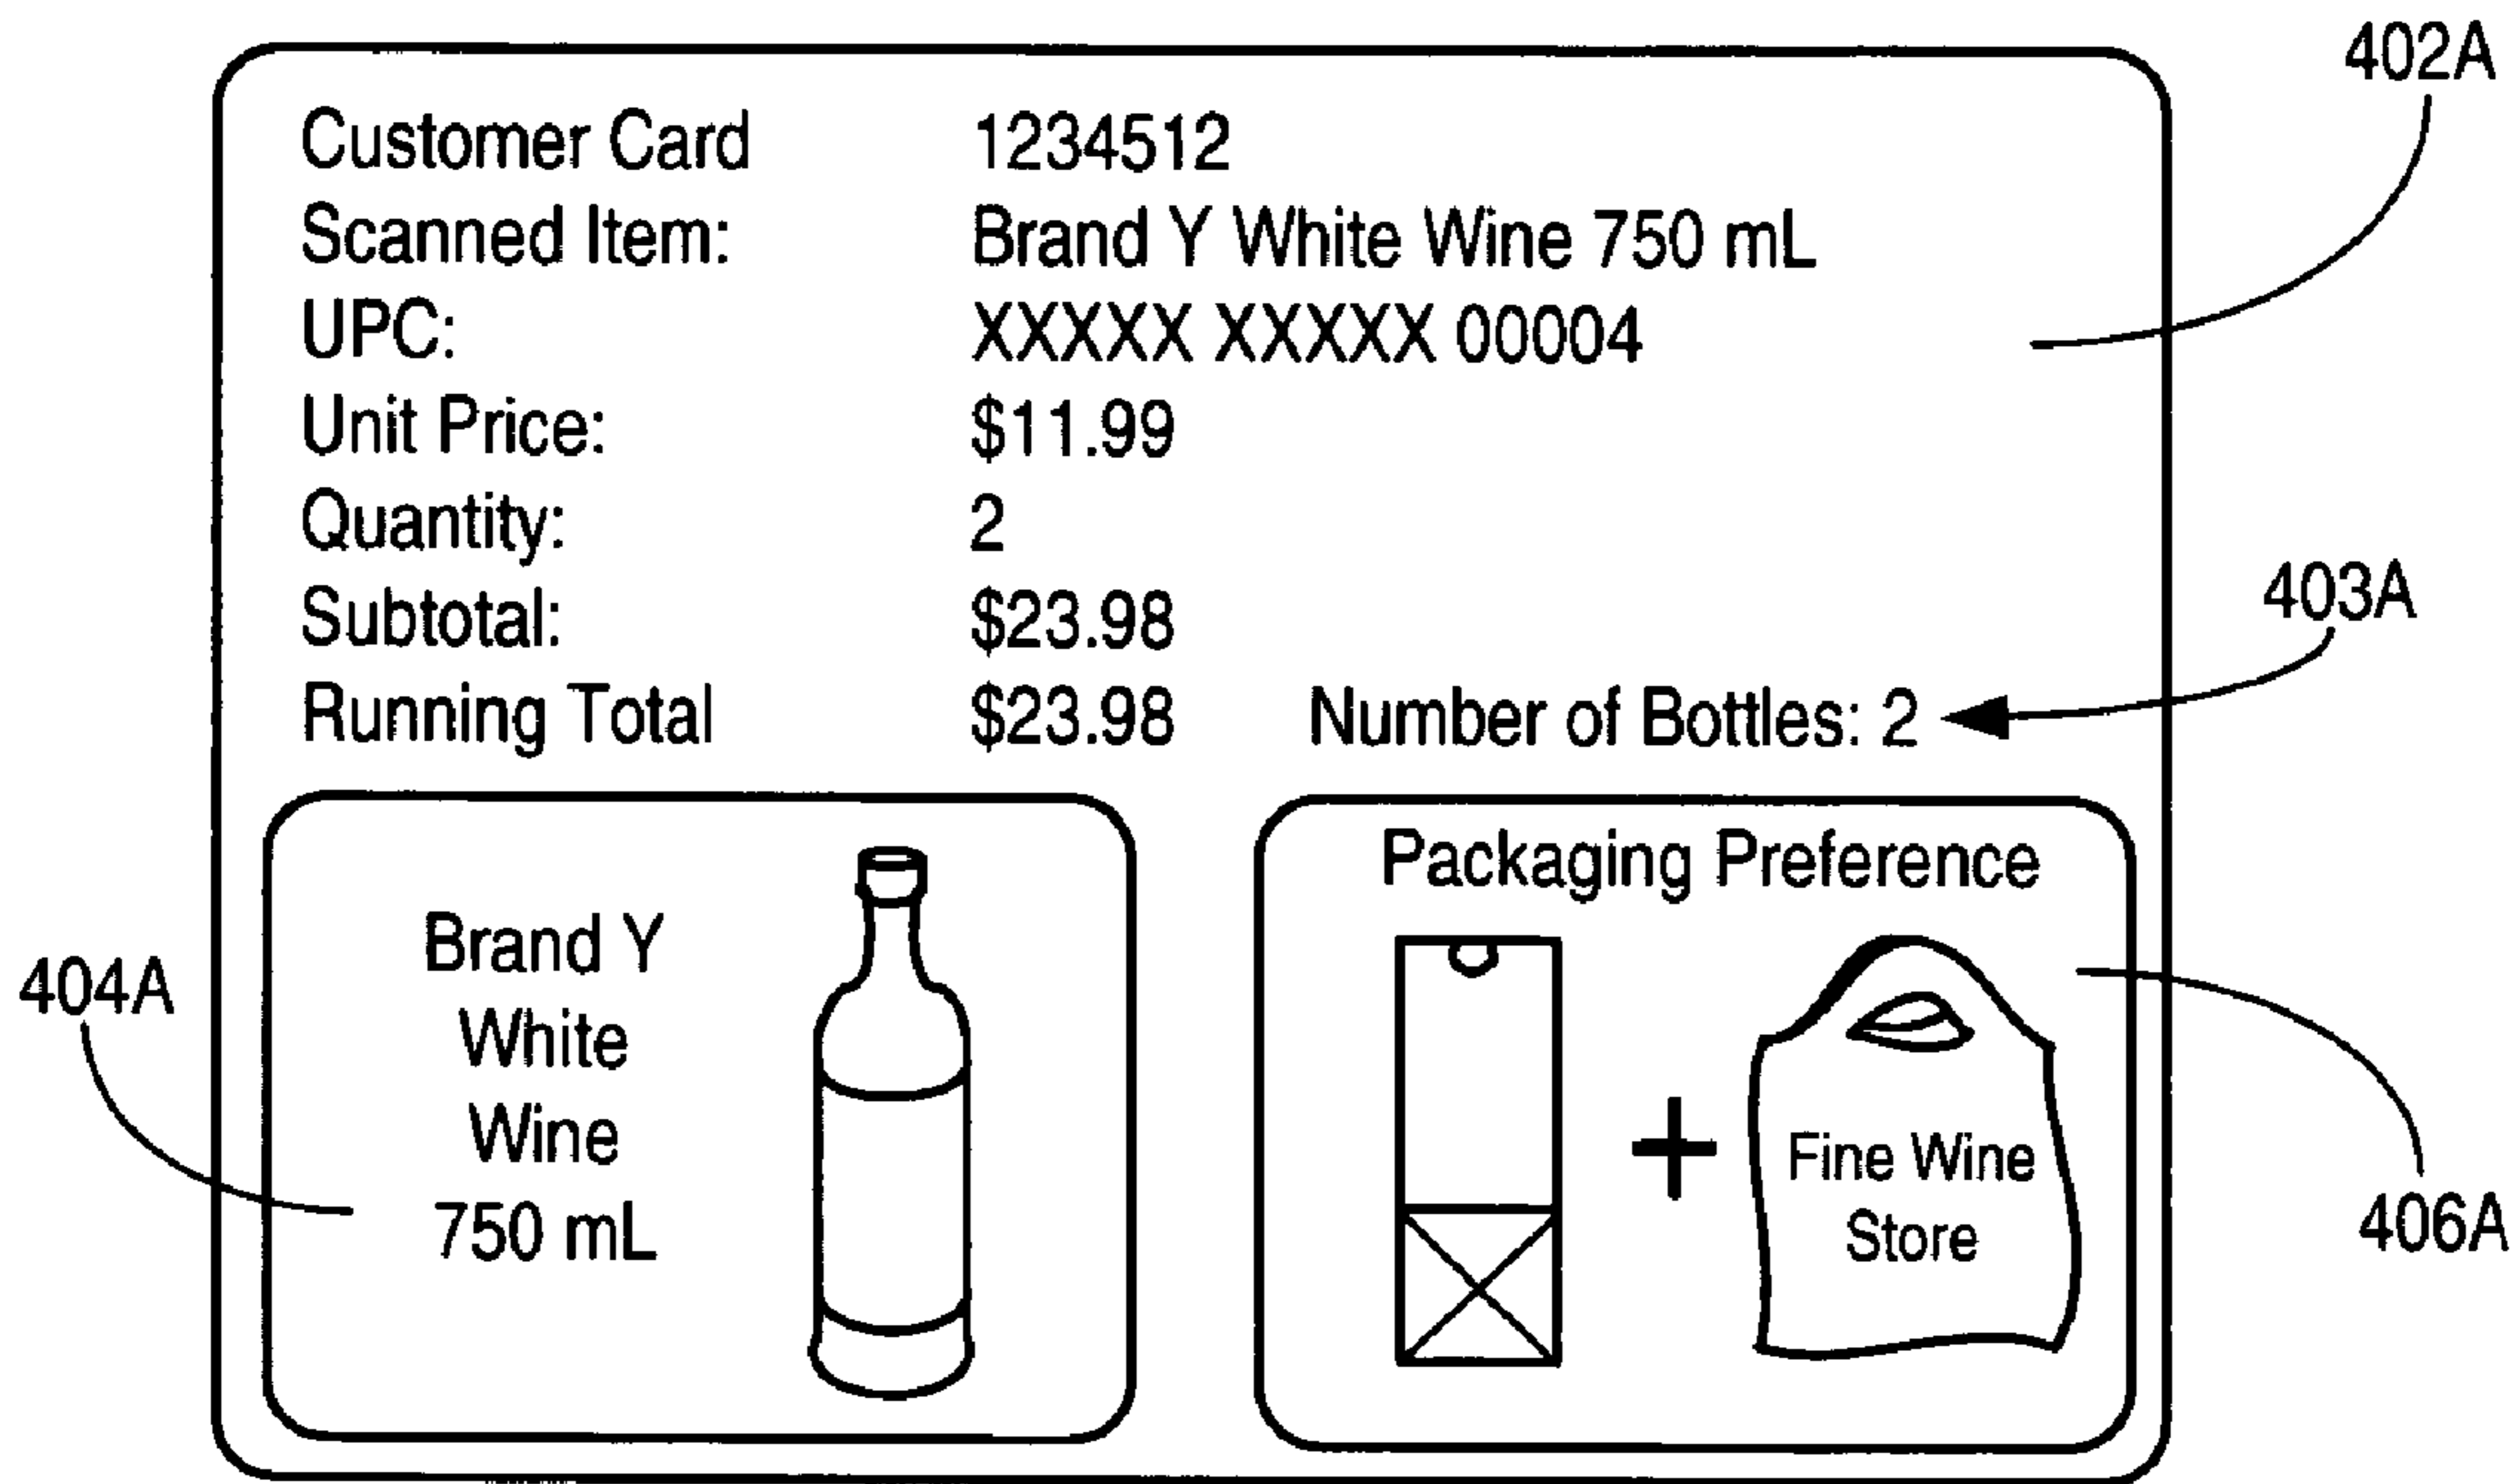 402A
Customer Card 1234512
Scanned Item: Brand Y White Wine 750 mL
UPC: XXXXX XXXXX 00004
Unit Price: $11.99
Quantity: 2
Subtotal: $23.98
403A
Running Total $23.98 Number of Bottles: 2
404A
Brand Y
White
Wine
750 mL
Packaging Preference
+
Fine Wine
Store
406A